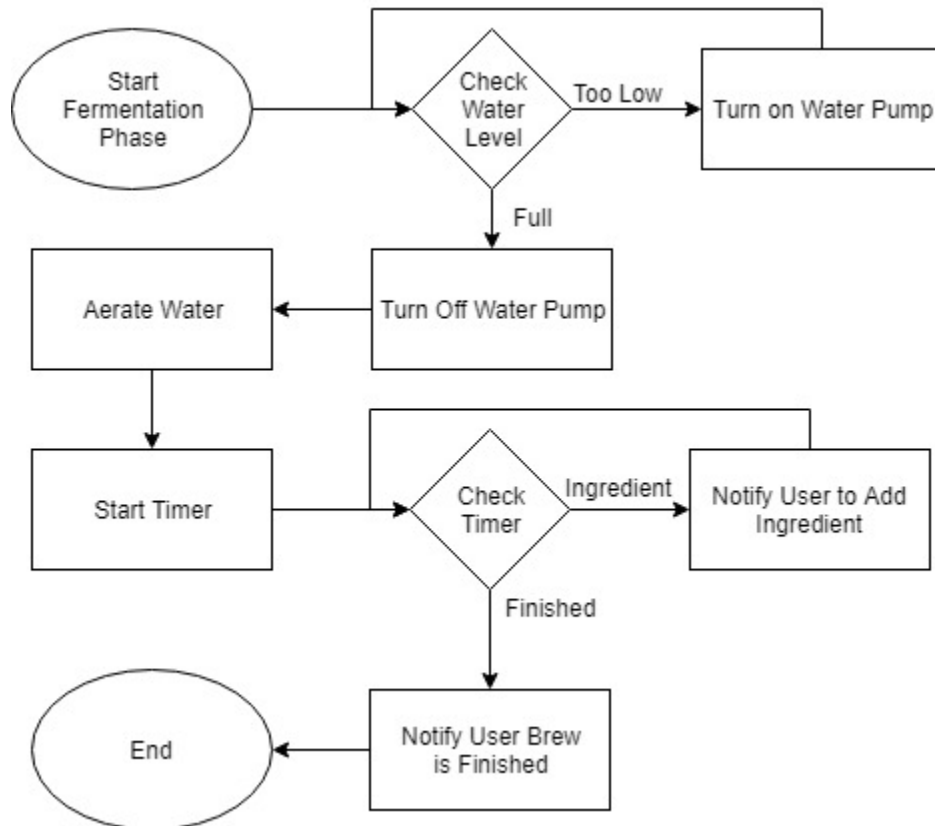 Start
Fermentation
Phase
Check
Water
Level
Too Low
Turn on Water Pump
Full
Aerate Water
Turn Off Water Pump
Start Timer
Check
Timer
Ingredient
Notify User to Add
Ingredient
Finished
End
Notify User Brew
is Finished